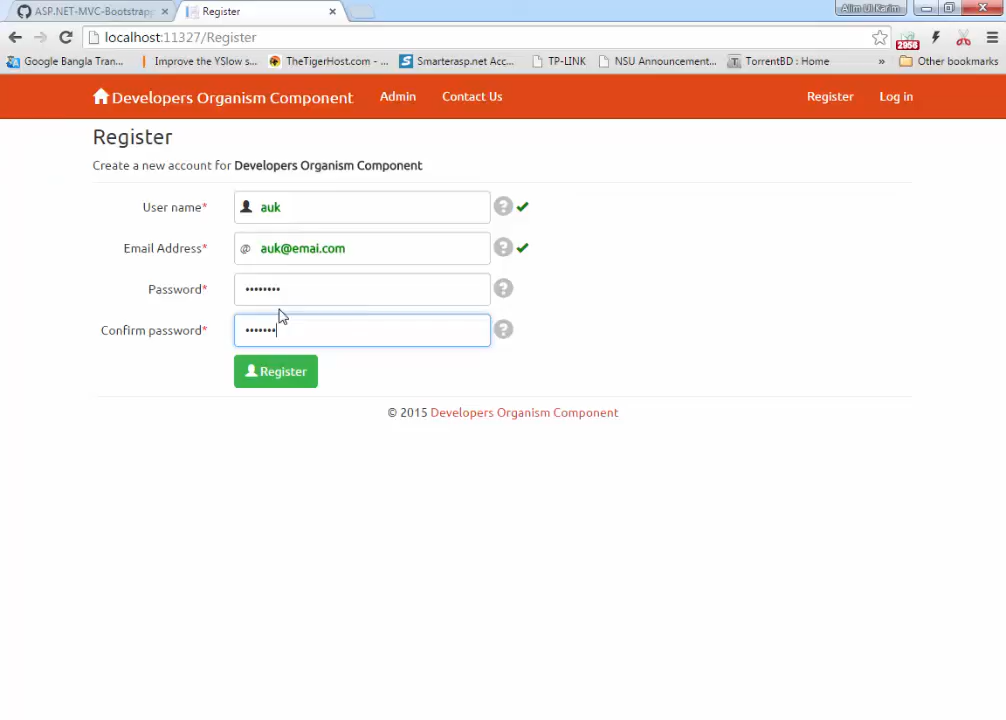 ASP.NET-MVC-Bootstrapp
Register
Alim Ul Karim
localhost:11327/Register
2958
Google Bangla Tran...
Improve the YSlow s...
TheTigerHost.com - ...
Smarterasp.net Acc...
TP-LINK
NSU Announcement...
TorrentBD : Home
»
Other bookmarks
Developers Organism Component
Admin
Contact Us
Register
Log in
Register
Create a new account for Developers Organism Component
User name*
auk
Email Address*
@ auk@emai.com
Password*
••••••••
Confirm password*
•••••••
Register
© 2015 Developers Organism Component